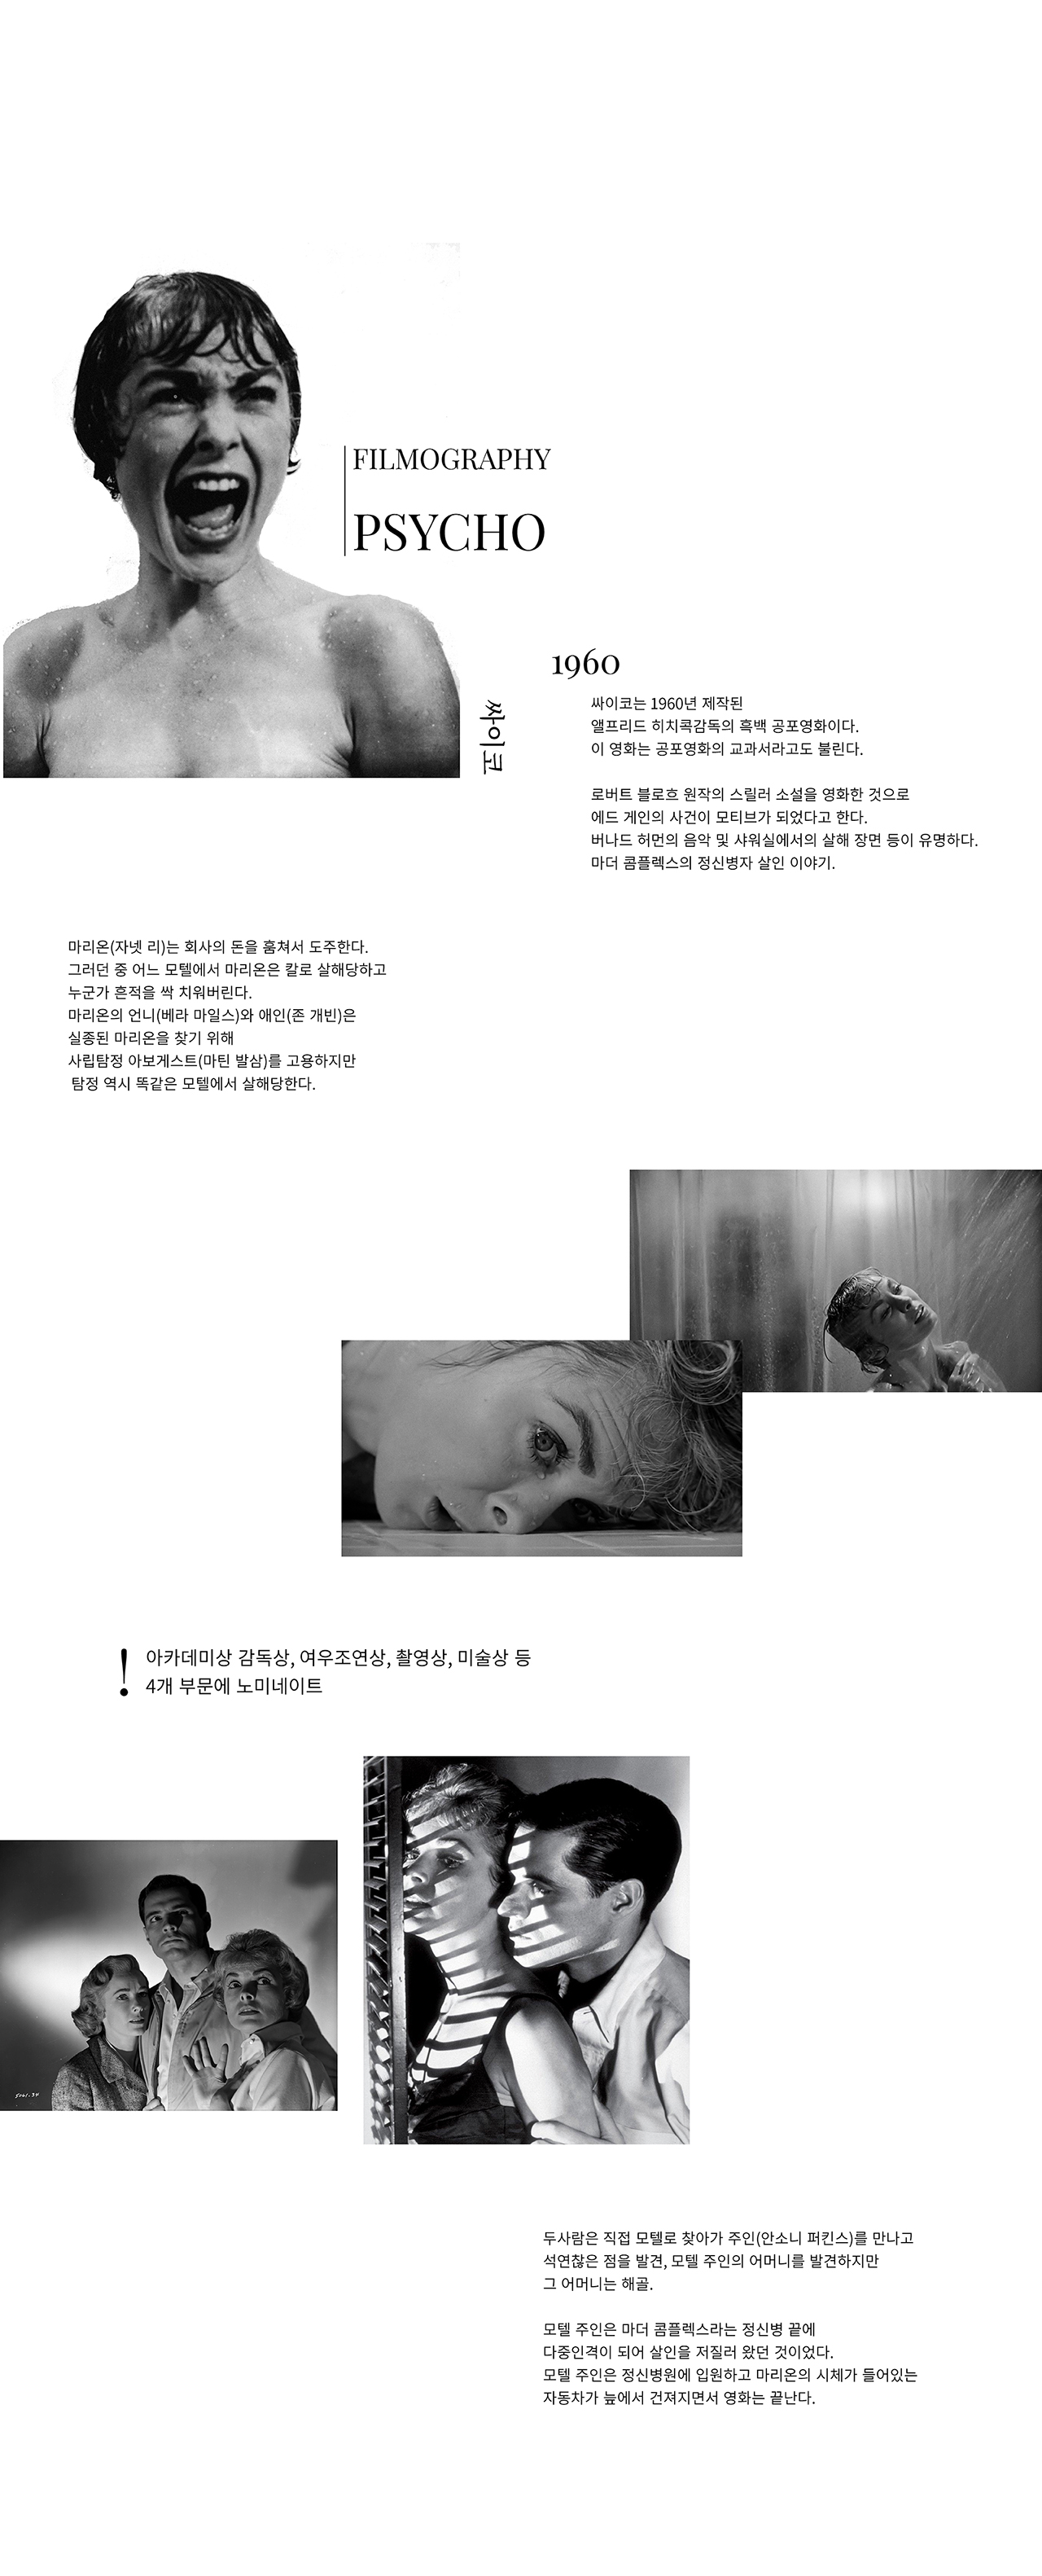 FILMOGRAPHY
PSYCHO
1960
싸이코
싸이코는 1960년 제작된
앨프리드 히치콕감독의 흑백 공포영화이다.
이 영화는 공포영화의 교과서라고도 불린다.
로버트 블로흐 원작의 스릴러 소설을 영화한 것으로
에드 게인의 사건이 모티브가 되었다고 한다.
버나드 허먼의 음악 및 샤워실에서의 살해 장면 등이 유명하다.
마더 콤플렉스의 정신병자 살인 이야기.
마리온(자넷 리)는 회사의 돈을 훔쳐서 도주한다.
그러던 중 어느 모텔에서 마리온은 칼로 살해당하고
누군가 흔적을 싹 치워버린다.
마리온의 언니(베라 마일스)와 애인(존 개빈)은
실종된 마리온을 찾기 위해
사립탐정 아보게스트(마틴 발삼)를 고용하지만
탐정 역시 똑같은 모텔에서 살해당한다.
! 아카데미상 감독상, 여우조연상, 촬영상, 미술상 등
4개 부문에 노미네이트
두사람은 직접 모텔로 찾아가 주인(안소니 퍼킨스)를 만나고
석연찮은 점을 발견, 모텔 주인의 어머니를 발견하지만
그 어머니는 해골.
모텔 주인은 마더 콤플렉스라는 정신병 끝에
다중인격이 되어 살인을 저질러 왔던 것이었다.
모텔 주인은 정신병원에 입원하고 마리온의 시체가 들어있는
자동차가 늪에서 건져지면서 영화는 끝난다.